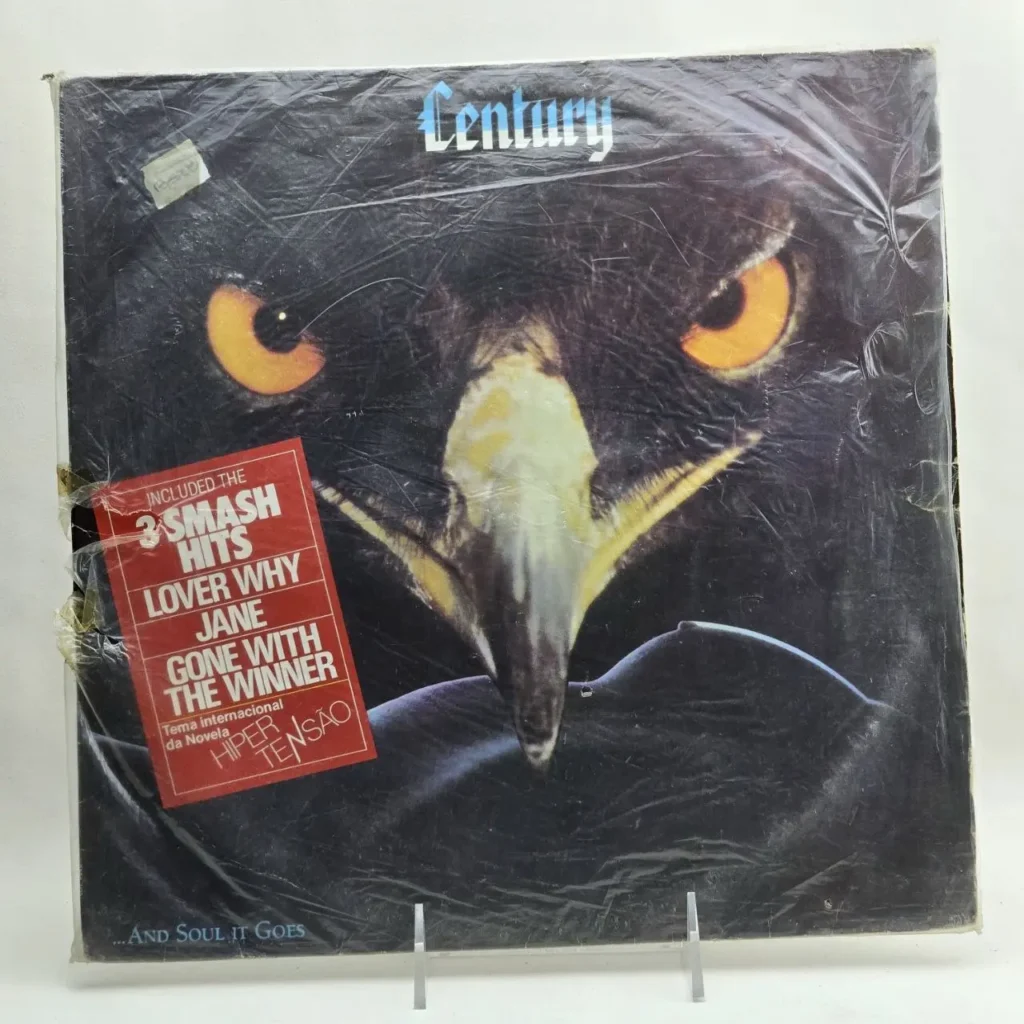 Century
INCLUDED THE
3 SMASH
HITS
LOVER WHY
JANE
GONE WITH
THE WINNER
Tema internacional
da Novela
HIPER
TENSÃO
...AND SOUL IT GOES